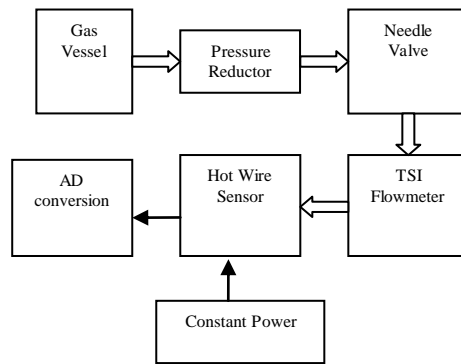 Gas
Vessel
Pressure
Reductor
Needle
Valve
AD
conversion
Hot Wire
Sensor
TSI
Flowmeter
Constant Power